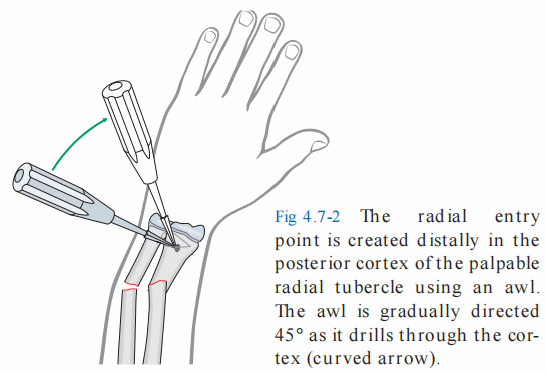 Fig 4.7-2 The radial entry
point is created distally in the
posterior cortex of the palpable
radial tubercle using an awl.
The awl is gradually directed
45° as it drills through the cor-
tex (curved arrow).